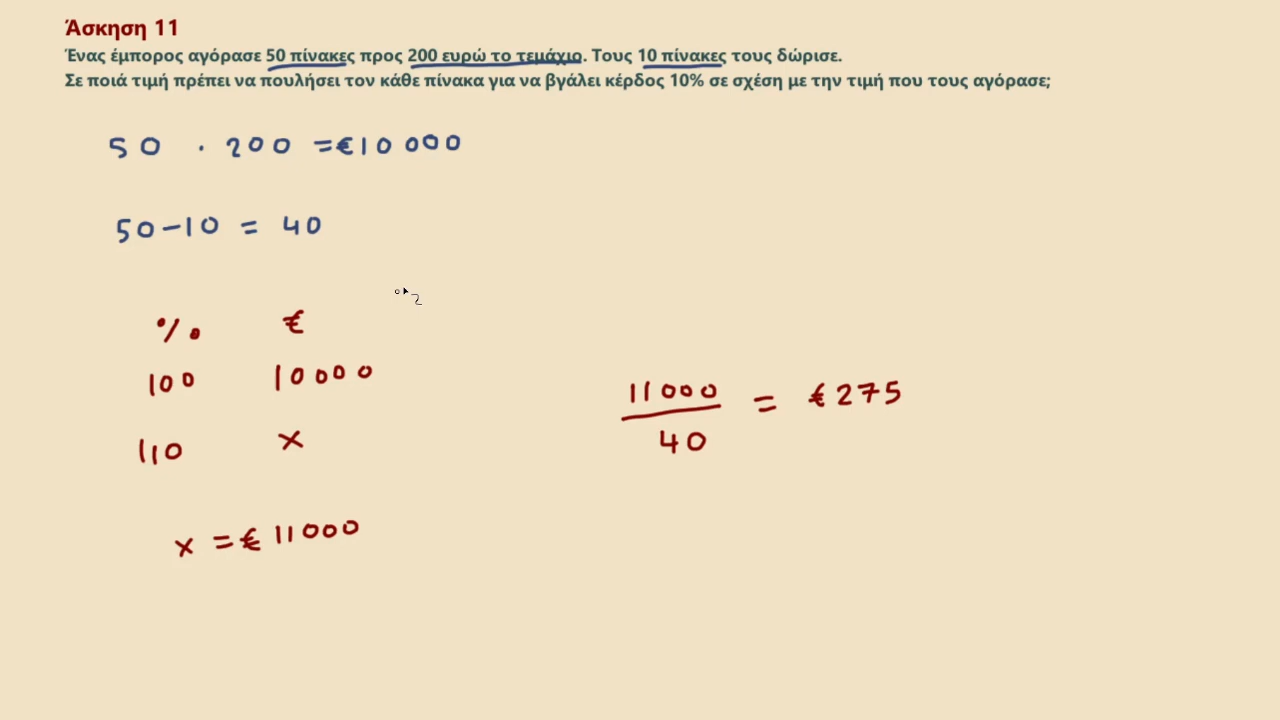 Άσκηση 11
Ένας έμπορος αγόρασε 50 πίνακες προς 200 ευρώ το τεμάχιο. Τους 10 πίνακες τους δώρισε.
Σε ποιά τιμή πρέπει να πουλήσει τον κάθε πίνακα για να βγάλει κέρδος 10% σε σχέση με την τιμή που τους αγόρασε;
50 · 200 = €10 000
50 - 10 = 40
% €
100 10000
110 x
x = € 11000
11000
40
= € 275